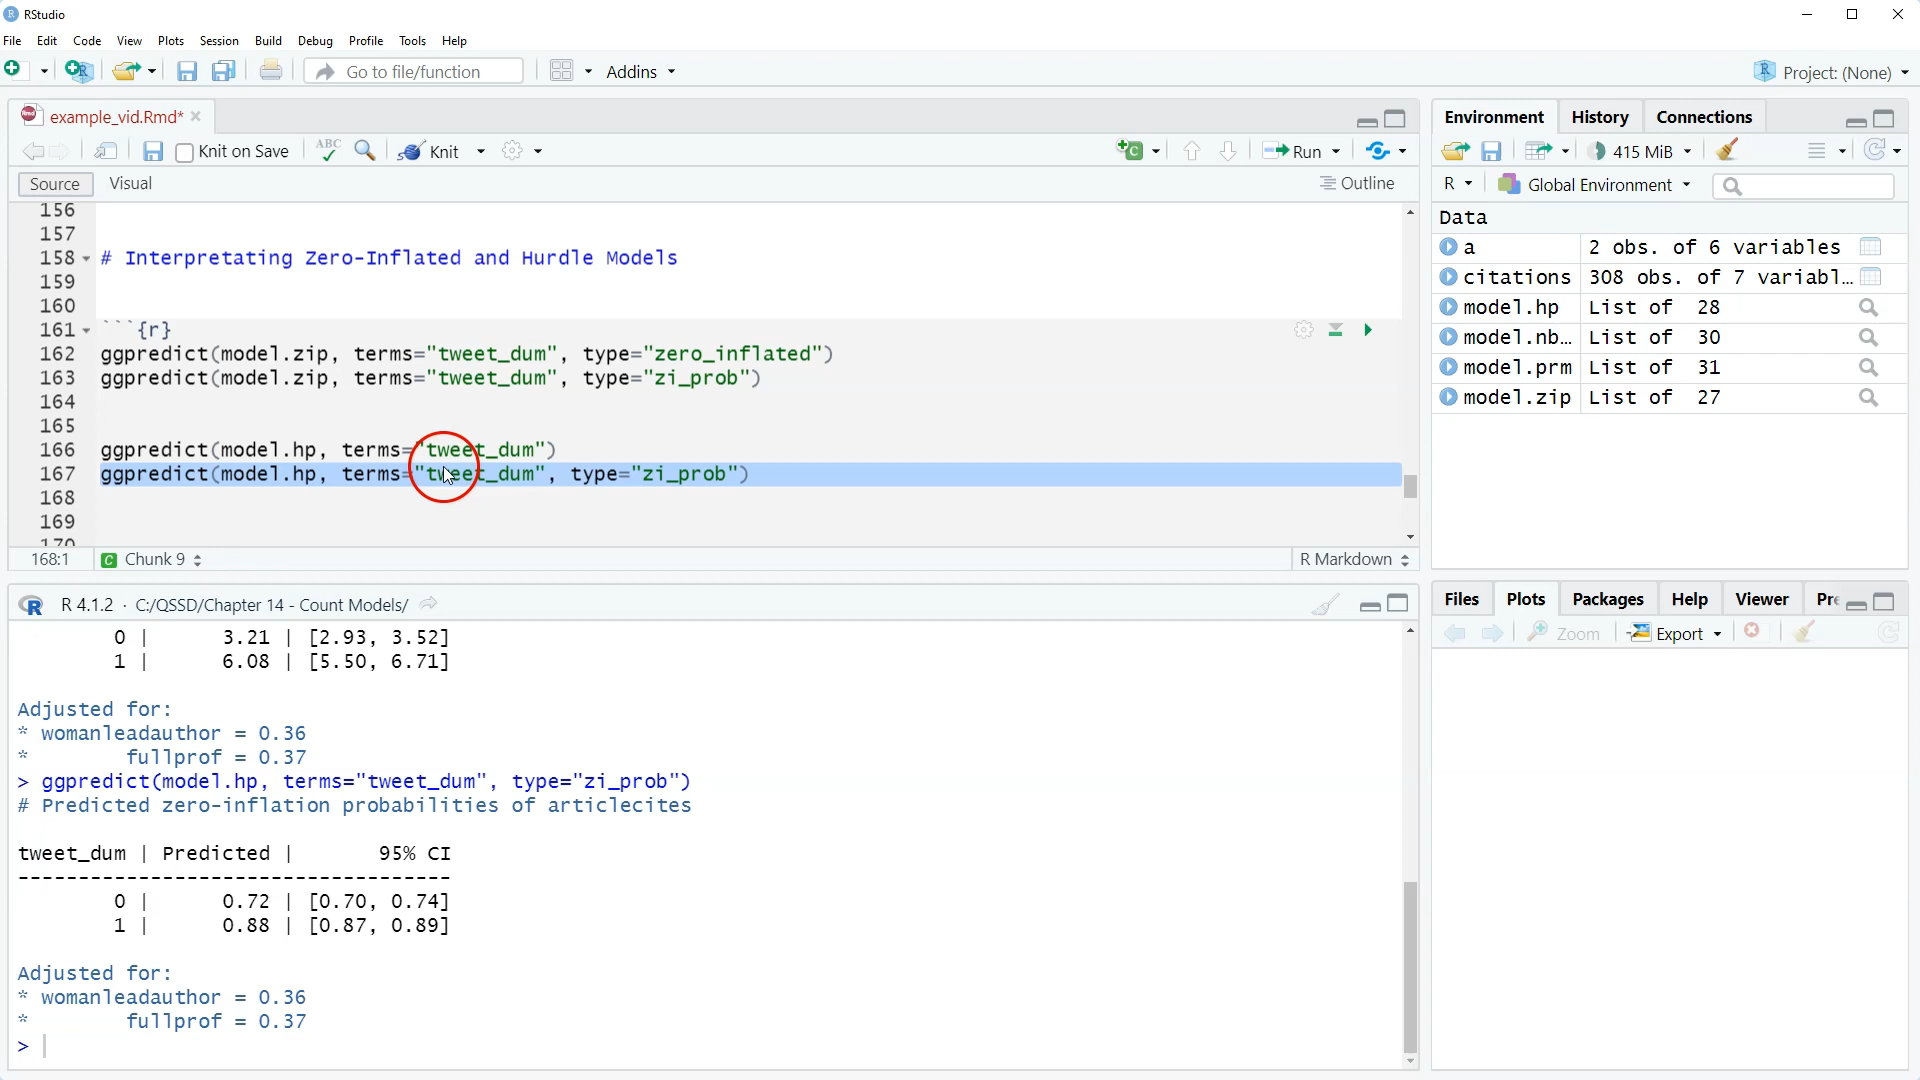 RStudio
File Edit Code View Plots Session Build Debug Profile Tools Help
Go to file/function Addins Project: (None)
example_vid.Rmd*
Knit on Save ABC Knit Run
Source Visual Outline
156
157
158 # Interpretating Zero-Inflated and Hurdle Models
159
160
161 ```{r}
162 ggpredict(model.zip, terms="tweet_dum", type="zero_inflated")
163 ggpredict(model.zip, terms="tweet_dum", type="zi_prob")
164
165
166 ggpredict(model.hp, terms="tweet_dum")
167 ggpredict(model.hp, terms="tweet_dum", type="zi_prob")
168
169
170
168:1 C Chunk 9 R Markdown
R R 4.1.2 · C:/QSSD/Chapter 14 - Count Models/
0 | 3.21 | [2.93, 3.52]
1 | 6.08 | [5.50, 6.71]
Adjusted for:
* womanleadauthor = 0.36
* fullprof = 0.37
> ggpredict(model.hp, terms="tweet_dum", type="zi_prob")
# Predicted zero-inflation probabilities of articlecites
tweet_dum | Predicted | 95% CI
------------------------------------
0 | 0.72 | [0.70, 0.74]
1 | 0.88 | [0.87, 0.89]
Adjusted for:
* womanleadauthor = 0.36
* fullprof = 0.37
>
Environment History Connections
415 MiB
R Global Environment
Data
a 2 obs. of 6 variables
citations 308 obs. of 7 variabl...
model.hp List of 28
model.nb... List of 30
model.prm List of 31
model.zip List of 27
Files Plots Packages Help Viewer Pre
Zoom Export